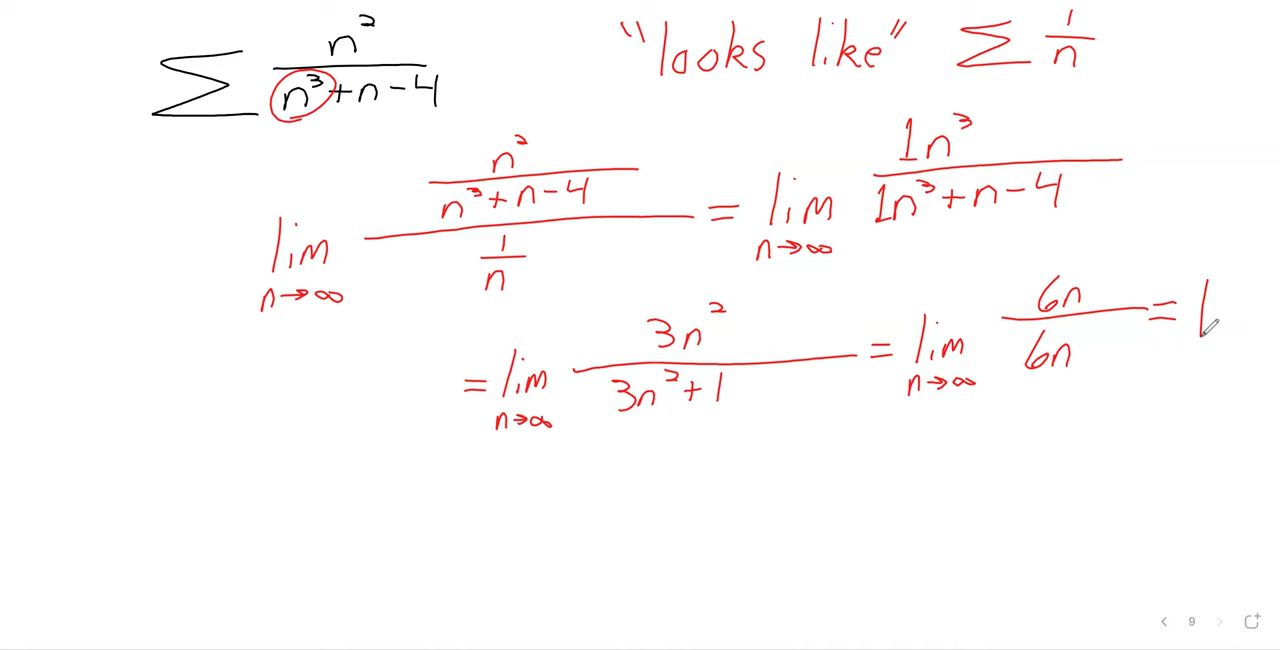 ∑ n²/(n³+n-4) "looks like" ∑ 1/n
lim n→∞ (n²/(n³+n-4))/(1/n) = lim n→∞ 1n³/(1n³+n-4)
= lim n→∞ 3n²/(3n²+1) = lim n→∞ 6n/6n = 1
9